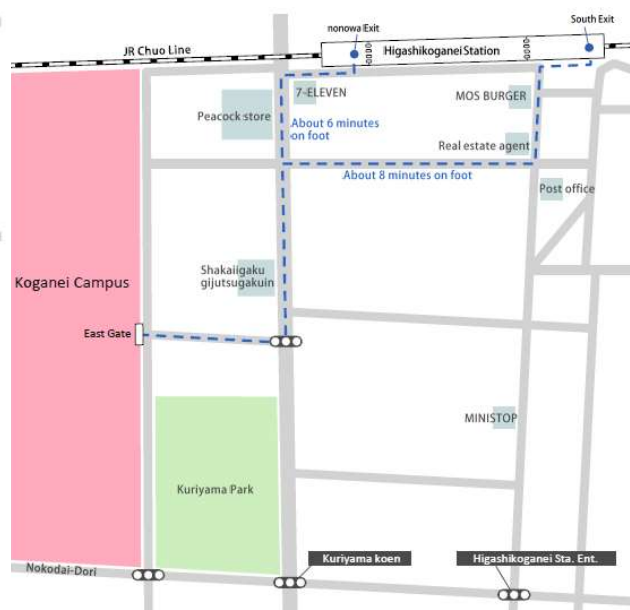 South Exit
nonowa Exit
JR Chuo Line
Higashikoganei Station
7-ELEVEN
MOS BURGER
Peacock store
About 6 minutes
on foot
Real estate agent
About 8 minutes on foot
Post office
Shakaiigaku
gijutsugakuin
Koganei Campus
East Gate
MINISTOP
Kuriyama Park
Kuriyama koen
Higashikoganei Sta. Ent.
Nokodai-Dori